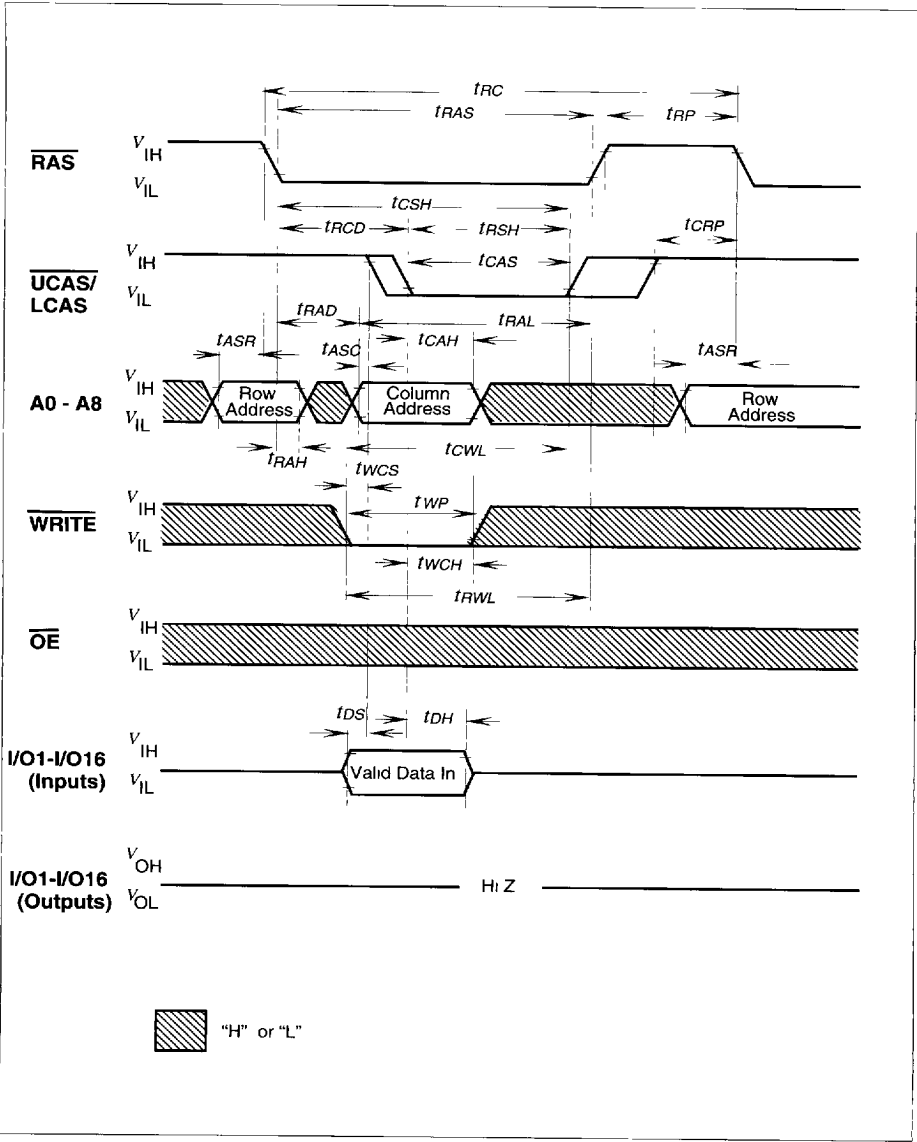 tRC
tRAS
tRP
RAS
VIH
VIL
tCSH
tRCD
tRSH
tCRP
UCAS/
LCAS
VIH
VIL
tCAS
tRAD
tRAL
tASR
tASC
tCAH
tASR
A0 - A8
VIH
VIL
Row
Address
Column
Address
Row
Address
tRAH
tCWL
tWCS
WRITE
VIH
VIL
tWP
tWCH
tRWL
OE
VIH
VIL
tDS
tDH
I/O1-I/O16
(Inputs)
VIH
VIL
Valid Data In
I/O1-I/O16
(Outputs)
VOH
VOL
Hi Z
"H" or "L"